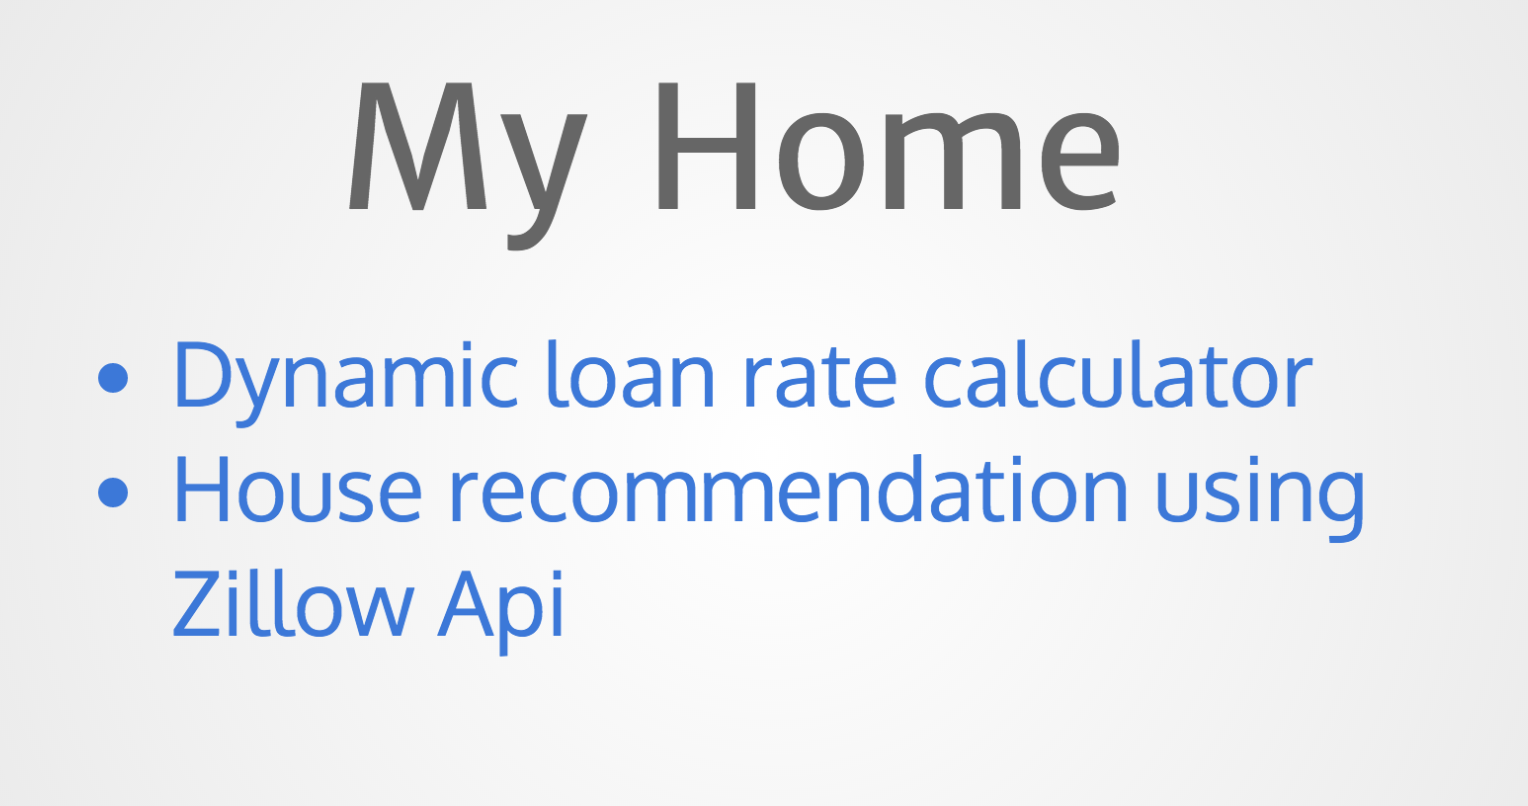 My Home
• Dynamic loan rate calculator
• House recommendation using
Zillow Api